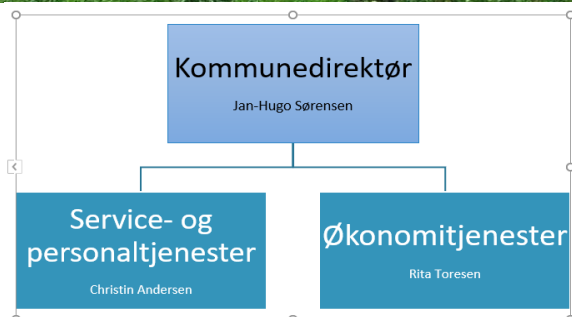 Kommunedirektør
Jan-Hugo Sørensen
Service- og
personaltjenester
Christin Andersen
Økonomitjenester
Rita Toresen